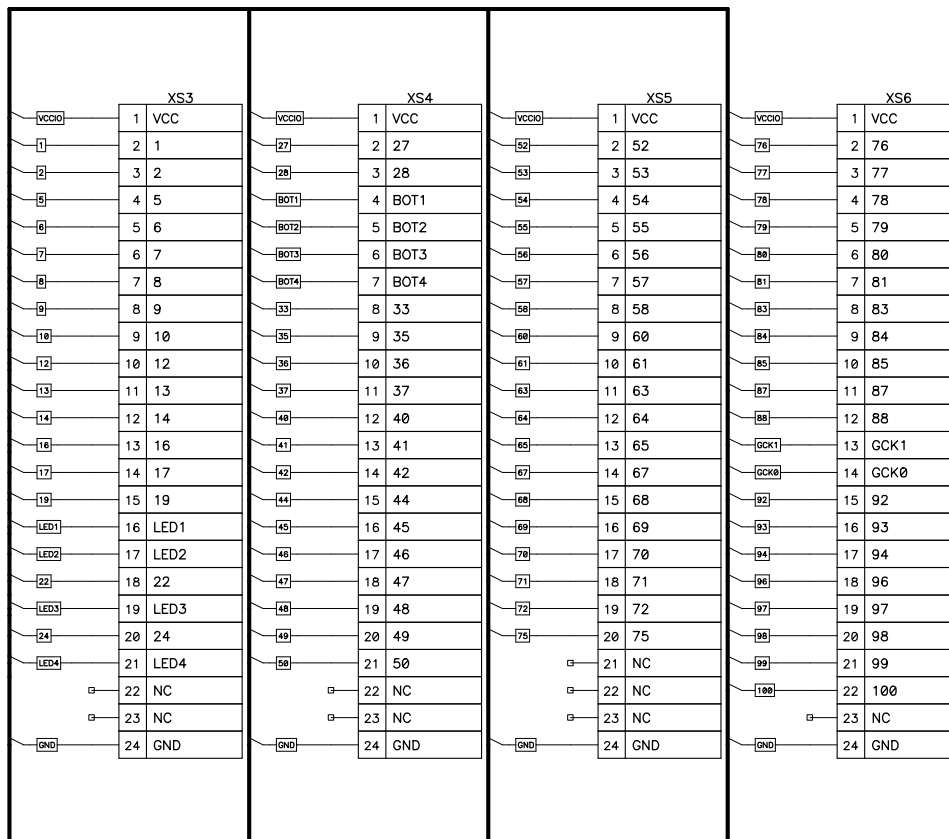 XS3
VCCIO 1 VCC
1 2 1
2 3 2
5 4 5
6 5 6
7 6 7
8 7 8
9 8 9
10 9 10
12 10 12
13 11 13
14 12 14
16 13 16
17 14 17
19 15 19
LED1 16 LED1
LED2 17 LED2
22 18 22
LED3 19 LED3
24 20 24
LED4 21 LED4
22 NC
23 NC
GND 24 GND
XS4
VCCIO 1 VCC
27 2 27
28 3 28
BOT1 4 BOT1
BOT2 5 BOT2
BOT3 6 BOT3
BOT4 7 BOT4
33 8 33
35 9 35
36 10 36
37 11 37
40 12 40
41 13 41
42 14 42
44 15 44
45 16 45
46 17 46
47 18 47
48 19 48
49 20 49
50 21 50
22 NC
23 NC
GND 24 GND
XS5
VCCIO 1 VCC
52 2 52
53 3 53
54 4 54
55 5 55
56 6 56
57 7 57
58 8 58
60 9 60
61 10 61
63 11 63
64 12 64
65 13 65
67 14 67
68 15 68
69 16 69
70 17 70
71 18 71
72 19 72
75 20 75
21 NC
22 NC
23 NC
GND 24 GND
XS6
VCCIO 1 VCC
76 2 76
77 3 77
78 4 78
79 5 79
80 6 80
81 7 81
83 8 83
84 9 84
85 10 85
87 11 87
88 12 88
GCK1 13 GCK1
GCK0 14 GCK0
92 15 92
93 16 93
94 17 94
96 18 96
97 19 97
98 20 98
99 21 99
100 22 100
23 NC
GND 24 GND